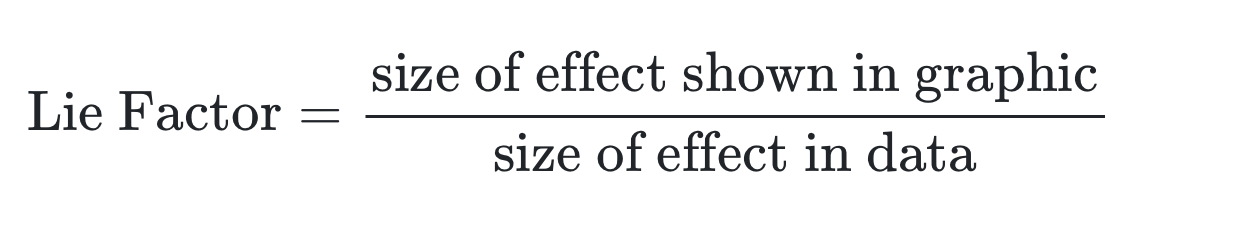 Lie Factor = size of effect shown in graphic
size of effect in data